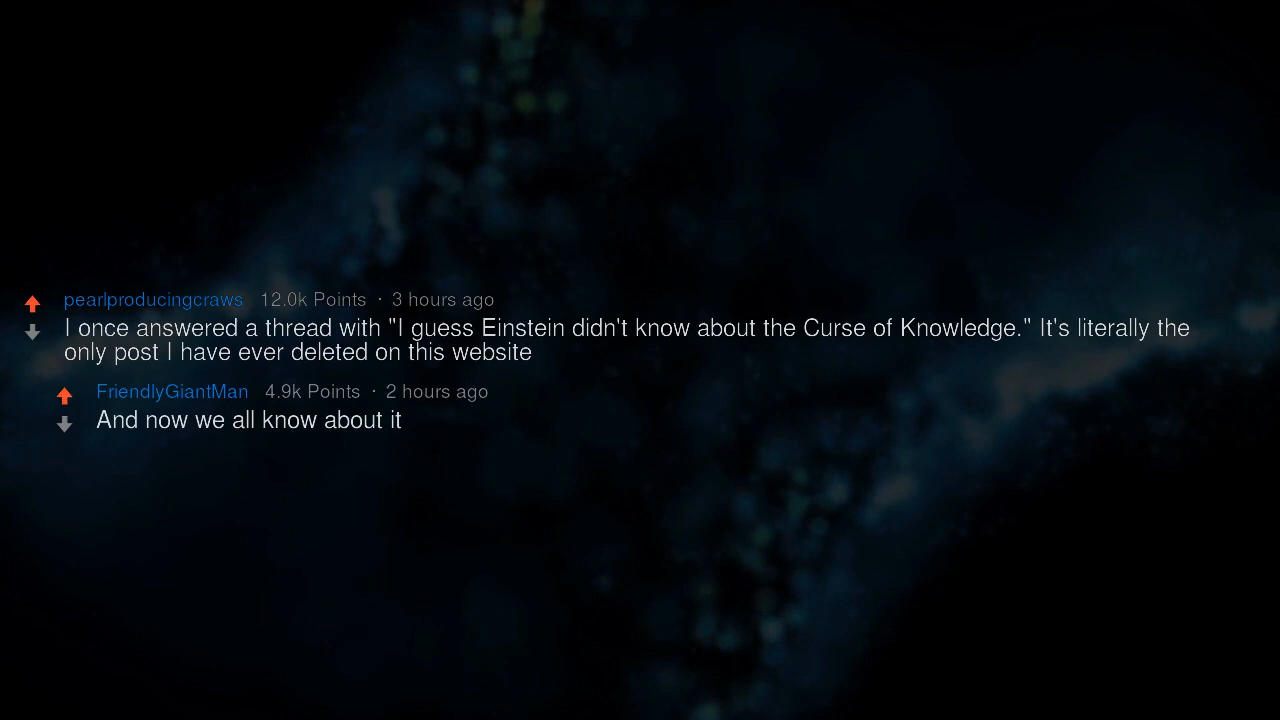 pearlproducingcraws 12.0k Points · 3 hours ago
I once answered a thread with "I guess Einstein didn't know about the Curse of Knowledge." It's literally the
only post I have ever deleted on this website
FriendlyGiantMan 4.9k Points · 2 hours ago
And now we all know about it